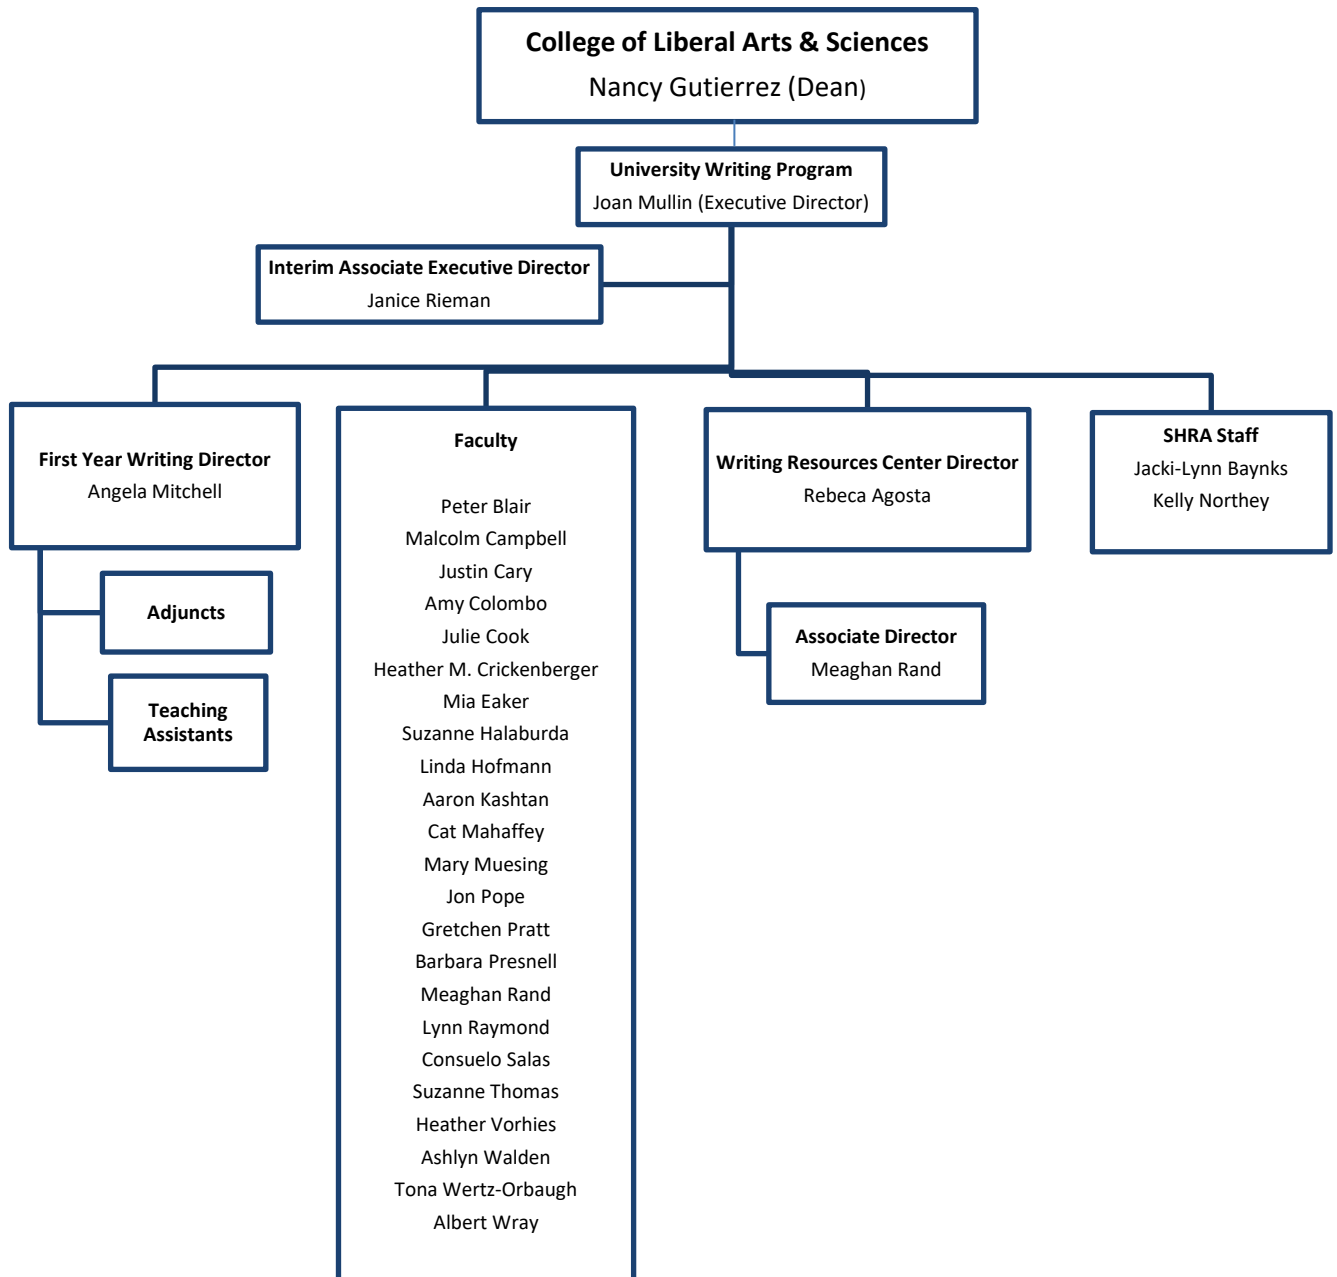 College of Liberal Arts & Sciences
Nancy Gutierrez (Dean)
University Writing Program
Joan Mullin (Executive Director)
Interim Associate Executive Director
Janice Rieman
First Year Writing Director
Angela Mitchell
Adjuncts
Teaching
Assistants
Faculty
Peter Blair
Malcolm Campbell
Justin Cary
Amy Colombo
Julie Cook
Heather M. Crickenberger
Mia Eaker
Suzanne Halaburda
Linda Hofmann
Aaron Kashtan
Cat Mahaffey
Mary Muesing
Jon Pope
Gretchen Pratt
Barbara Presnell
Meaghan Rand
Lynn Raymond
Consuelo Salas
Suzanne Thomas
Heather Vorhies
Ashlyn Walden
Tona Wertz-Orbaugh
Albert Wray
Writing Resources Center Director
Rebeca Agosta
Associate Director
Meaghan Rand
SHRA Staff
Jacki-Lynn Baynks
Kelly Northey